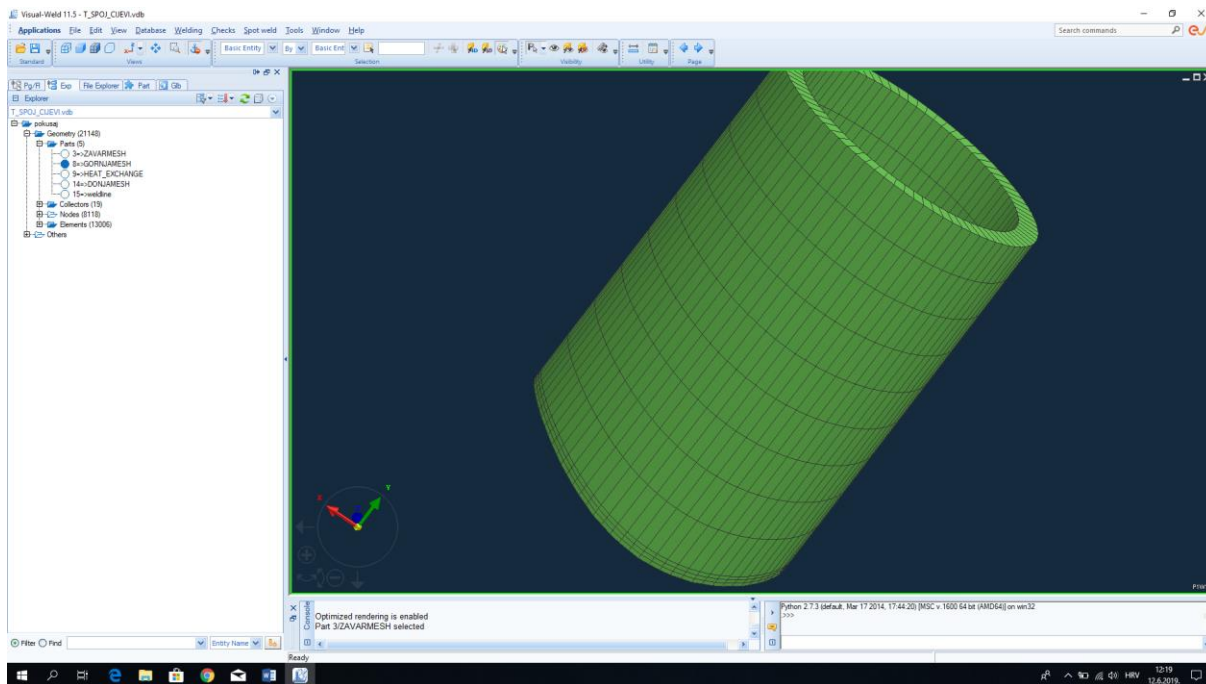 Visual-Weld 11.5 - T_SPOJ_CIJEVI.vdb
Applications File Edit View Database Welding Checks Spot weld Tools Window Help
Search commands
Basic Entity By Basic Ent
Standard Views Selection Visibility Utility Page
Pg/R Exp File Explorer Part Glb
Explorer
T_SPOJ_CIJEVI.vdb
pokusaj
Geometry (21148)
Parts (5)
3=>ZAVARMESH
8=>GORNJAMESH
9=>HEAT_EXCHANGE
14=>DONJAMESH
15=>weldline
Collectors (19)
Nodes (8118)
Elements (13006)
Others
X Y
Console
Optimized rendering is enabled
Part 3/ZAVARMESH selected
Python 2.7.3 (default, Mar 17 2014, 17:44:20) [MSC v.1600 64 bit (AMD64)] on win32
>>>
Filter Find Entity Name
Ready
HRV
12:19
12.6.2019.